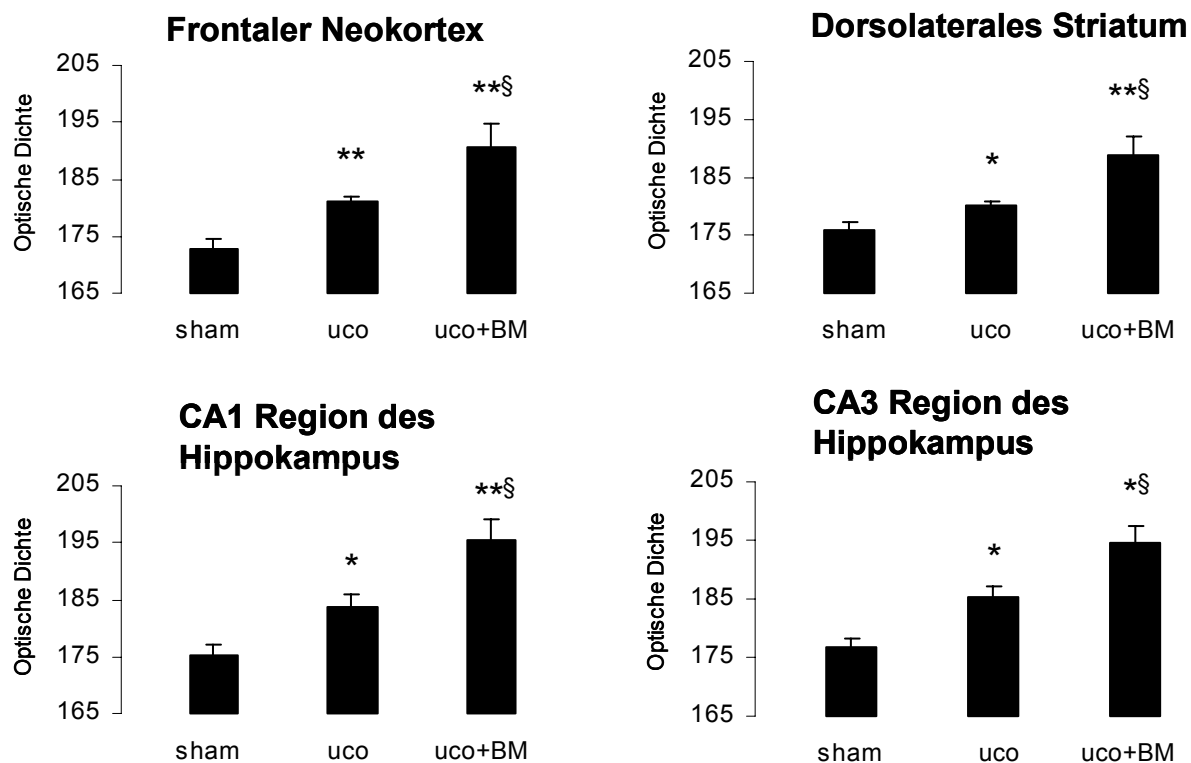 Frontaler Neokortex
205
195
185
175
165
Optische Dichte
**
**§
sham uco uco+BM
Dorsolaterales Striatum
205
195
185
175
165
Optische Dichte
*
**§
sham uco uco+BM
CA1 Region des
Hippokampus
205
195
185
175
165
Optische Dichte
*
**§
sham uco uco+BM
CA3 Region des
Hippokampus
205
195
185
175
165
Optische Dichte
*
*§
sham uco uco+BM